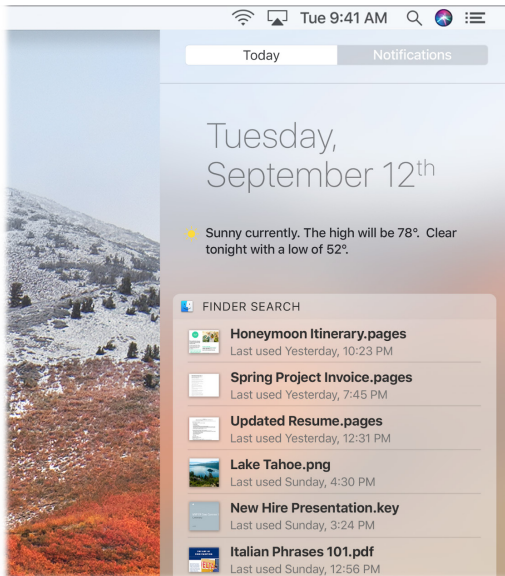 Tue 9:41 AM
Today
Notifications
Tuesday,
September 12th
Sunny currently. The high will be 78°. Clear
tonight with a low of 52°.
FINDER SEARCH
Honeymoon Itinerary.pages
Last used Yesterday, 10:23 PM
Spring Project Invoice.pages
Last used Yesterday, 7:45 PM
Updated Resume.pages
Last used Yesterday, 12:31 PM
Lake Tahoe.png
Last used Sunday, 4:30 PM
New Hire Presentation.key
Last used Sunday, 3:24 PM
Italian Phrases 101.pdf
Last used Sunday, 12:56 PM